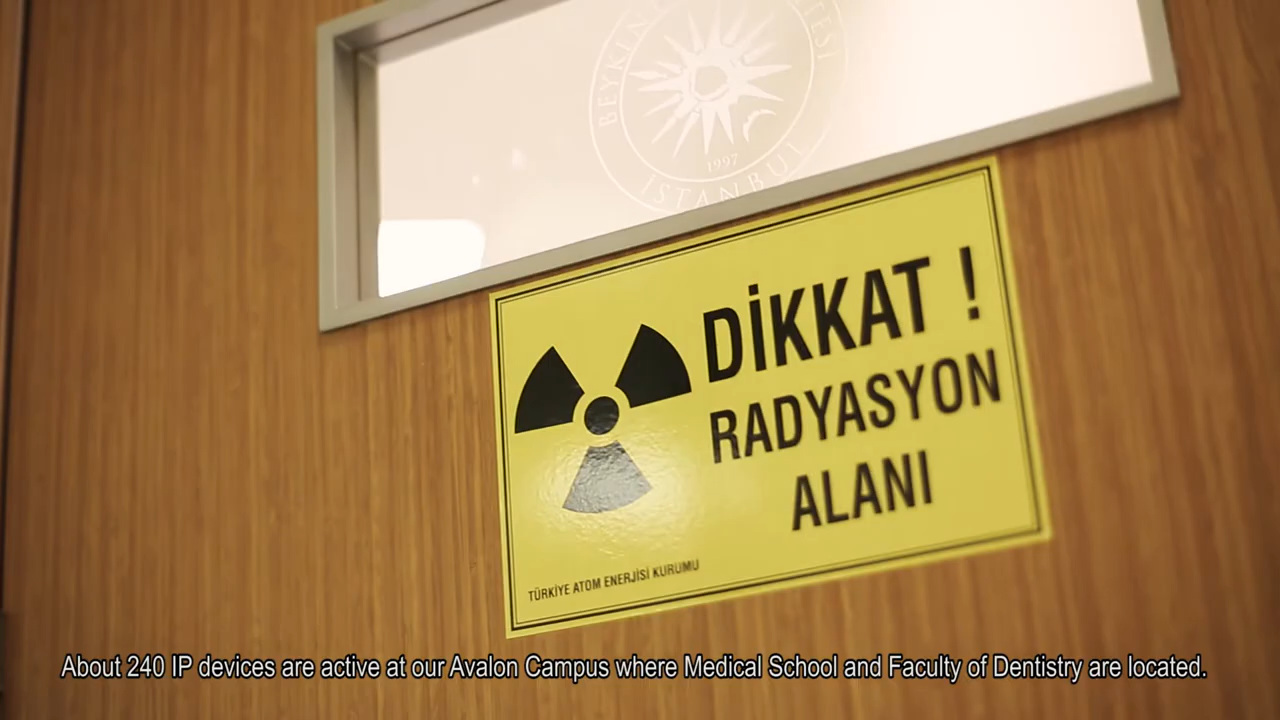 1997
İSTANBUL
DİKKAT !
RADYASYON
ALANI
TÜRKİYE ATOM ENERJİSİ KURUMU
About 240 IP devices are active at our Avalon Campus where Medical School and Faculty of Dentistry are located.